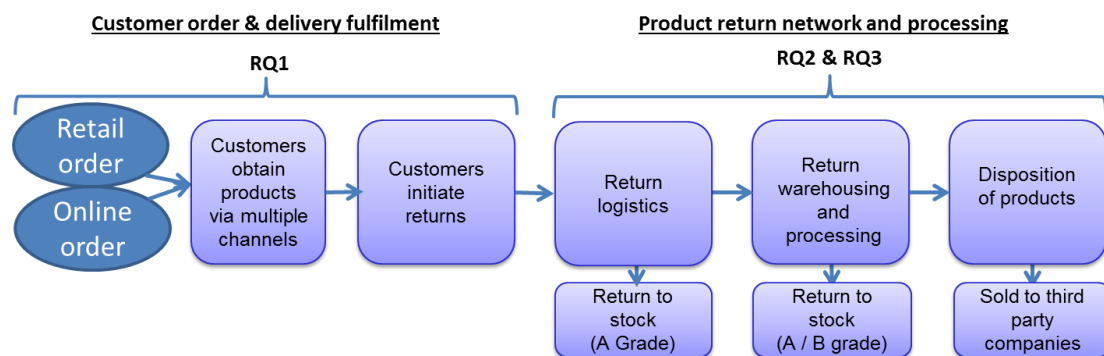 Customer order & delivery fulfilment
Product return network and processing
RQ1
RQ2 & RQ3
Retail
order
Online
order
Customers
obtain
products
via multiple
channels
Customers
initiate
returns
Return
logistics
Return
warehousing
and
processing
Disposition
of products
Return to
stock
(A Grade)
Return to
stock
(A / B grade)
Sold to third
party
companies